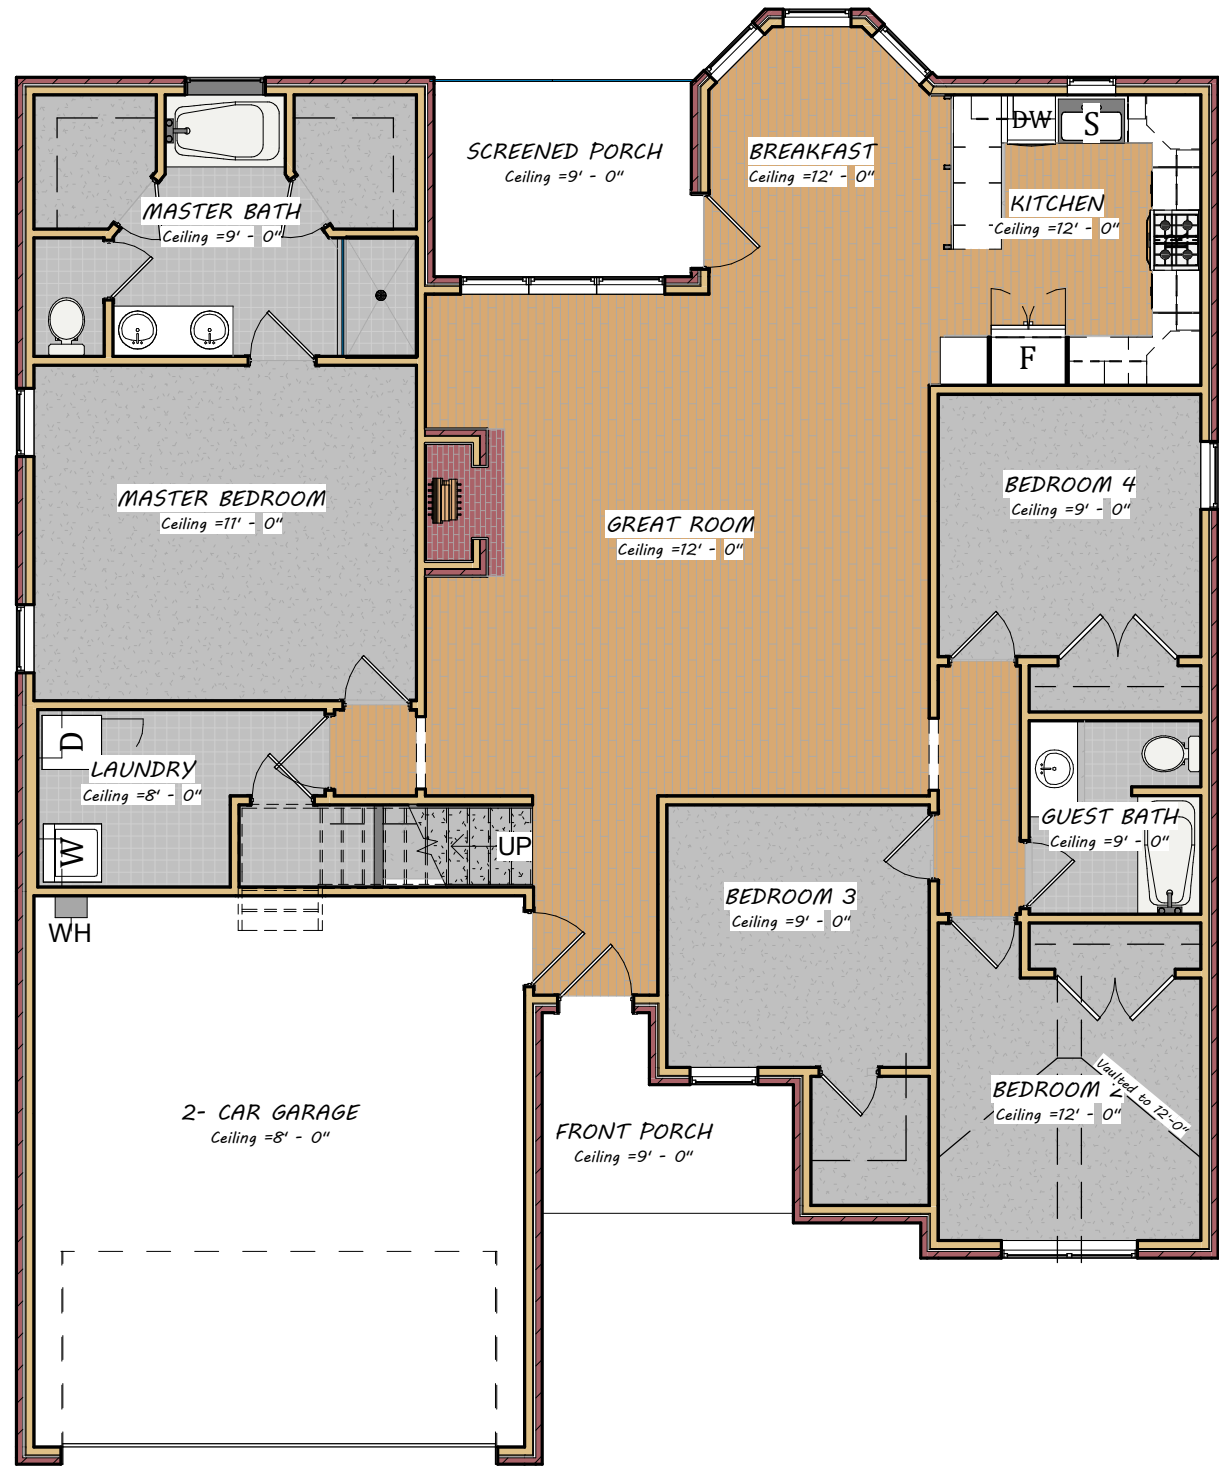 SCREENED PORCH
Ceiling =9' - 0"
BREAKFAST
Ceiling =12' - 0"
DW
S
KITCHEN
Ceiling =12' - 0"
F
MASTER BATH
Ceiling =9' - 0"
MASTER BEDROOM
Ceiling =11' - 0"
GREAT ROOM
Ceiling =12' - 0"
BEDROOM 4
Ceiling =9' - 0"
D
LAUNDRY
Ceiling =8' - 0"
W
UP
GUEST BATH
Ceiling =9' - 0"
BEDROOM 3
Ceiling =9' - 0"
WH
2- CAR GARAGE
Ceiling =8' - 0"
FRONT PORCH
Ceiling =9' - 0"
BEDROOM 2
Ceiling =12' - 0"
Vaulted to 12'-0"